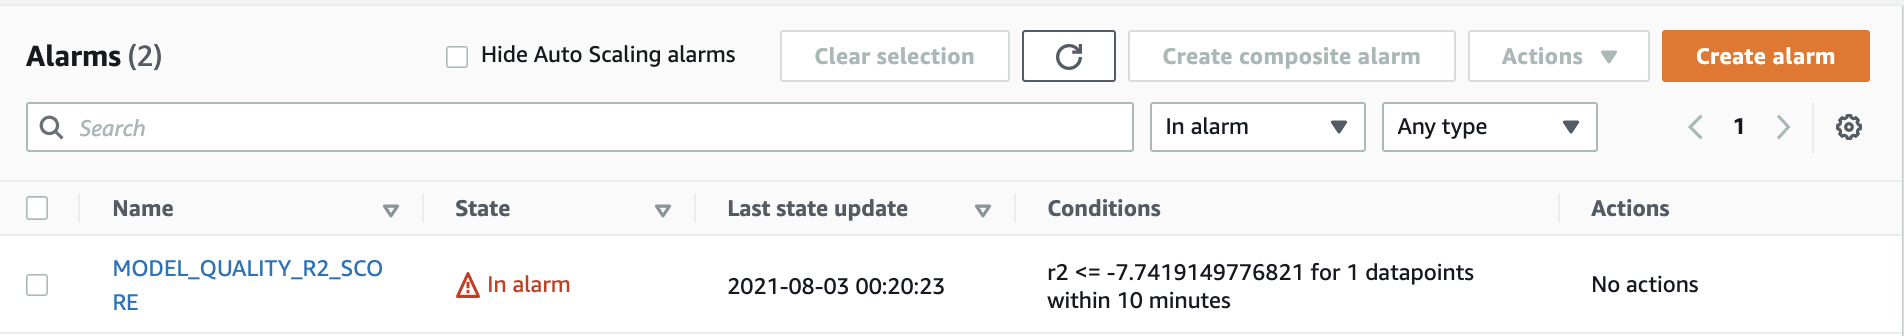 Alarms (2)
Hide Auto Scaling alarms
Clear selection
Create composite alarm
Actions
Create alarm
Search
In alarm
Any type
1
Name
State
Last state update
Conditions
Actions
MODEL_QUALITY_R2_SCO
RE
In alarm
2021-08-03 00:20:23
r2 <= -7.7419149776821 for 1 datapoints
within 10 minutes
No actions